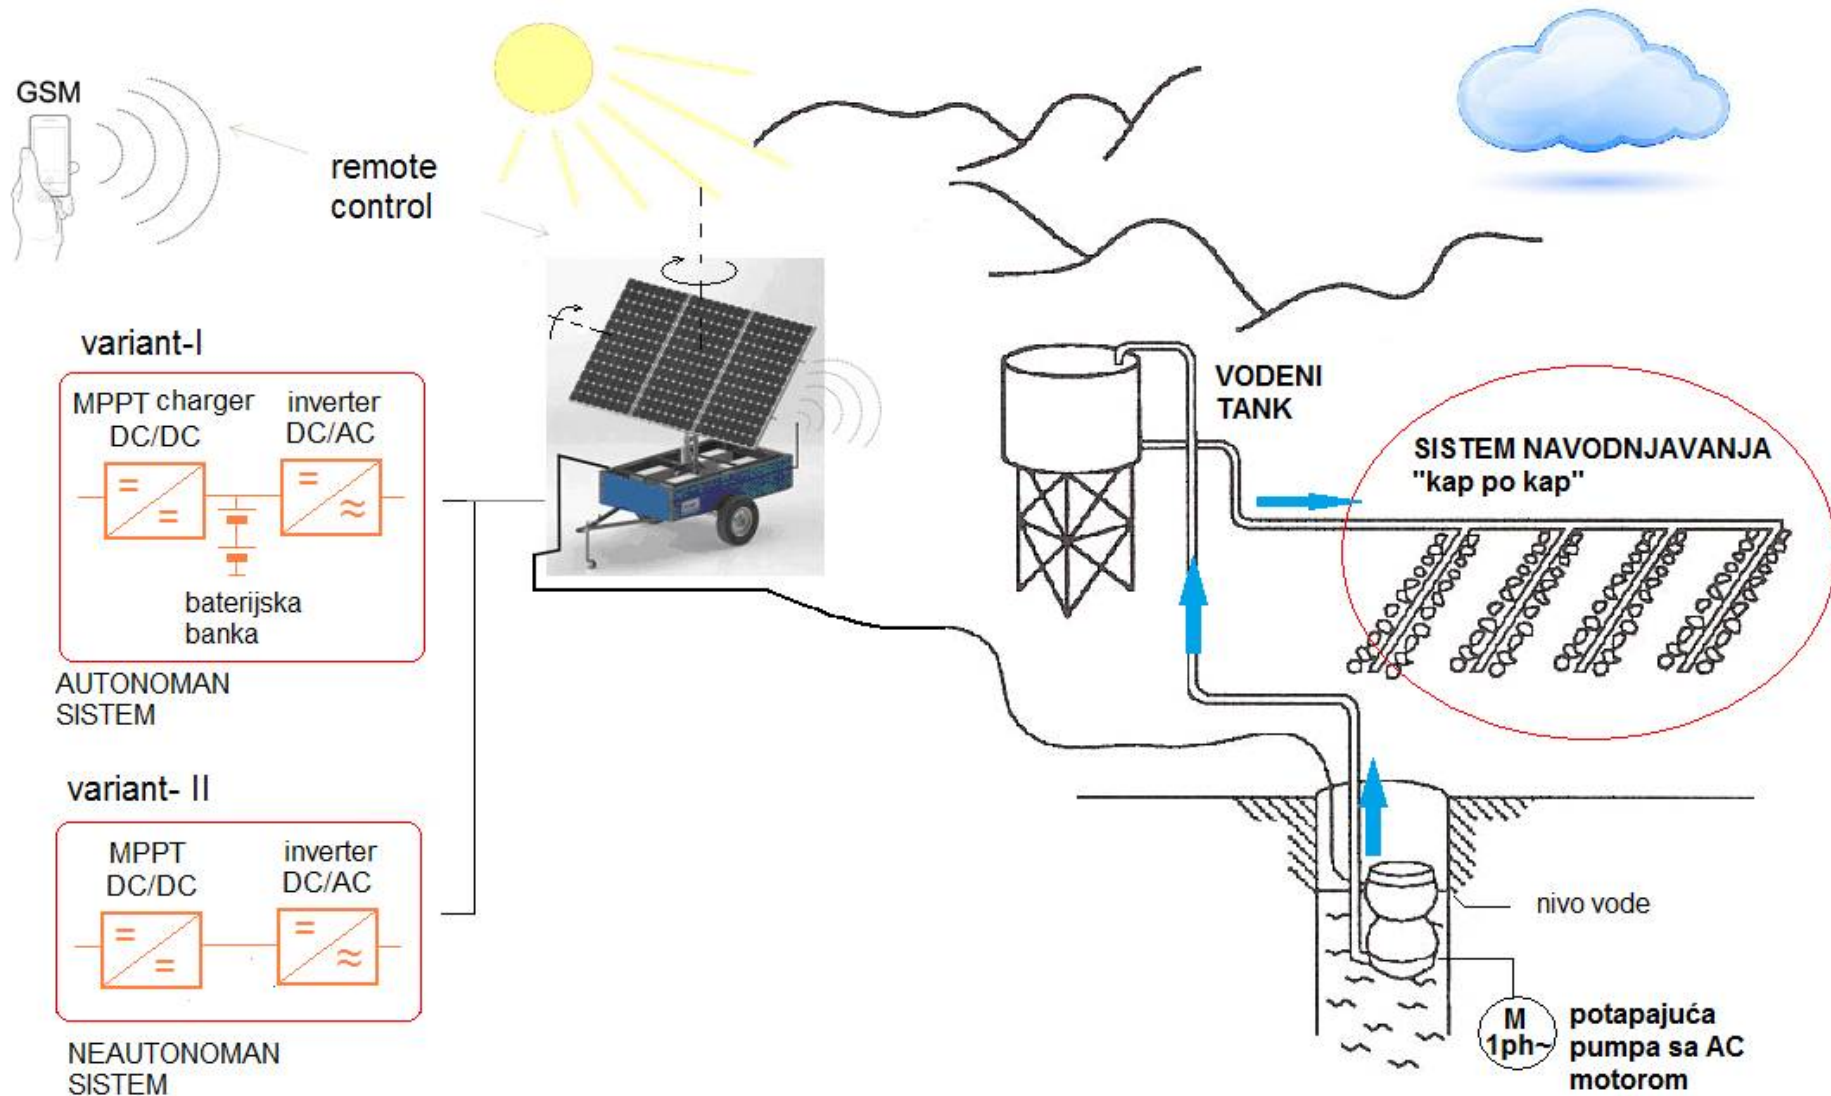 GSM
remote
control
variant-I
MPPT charger
DC/DC
inverter
DC/AC
baterijska
banka
AUTONOMAN
SISTEM
variant- II
MPPT
DC/DC
inverter
DC/AC
NEAUTONOMAN
SISTEM
VODENI
TANK
SISTEM NAVODNJAVANJA
"kap po kap"
nivo vode
M
1ph~
potapajuća
pumpa sa AC
motorom